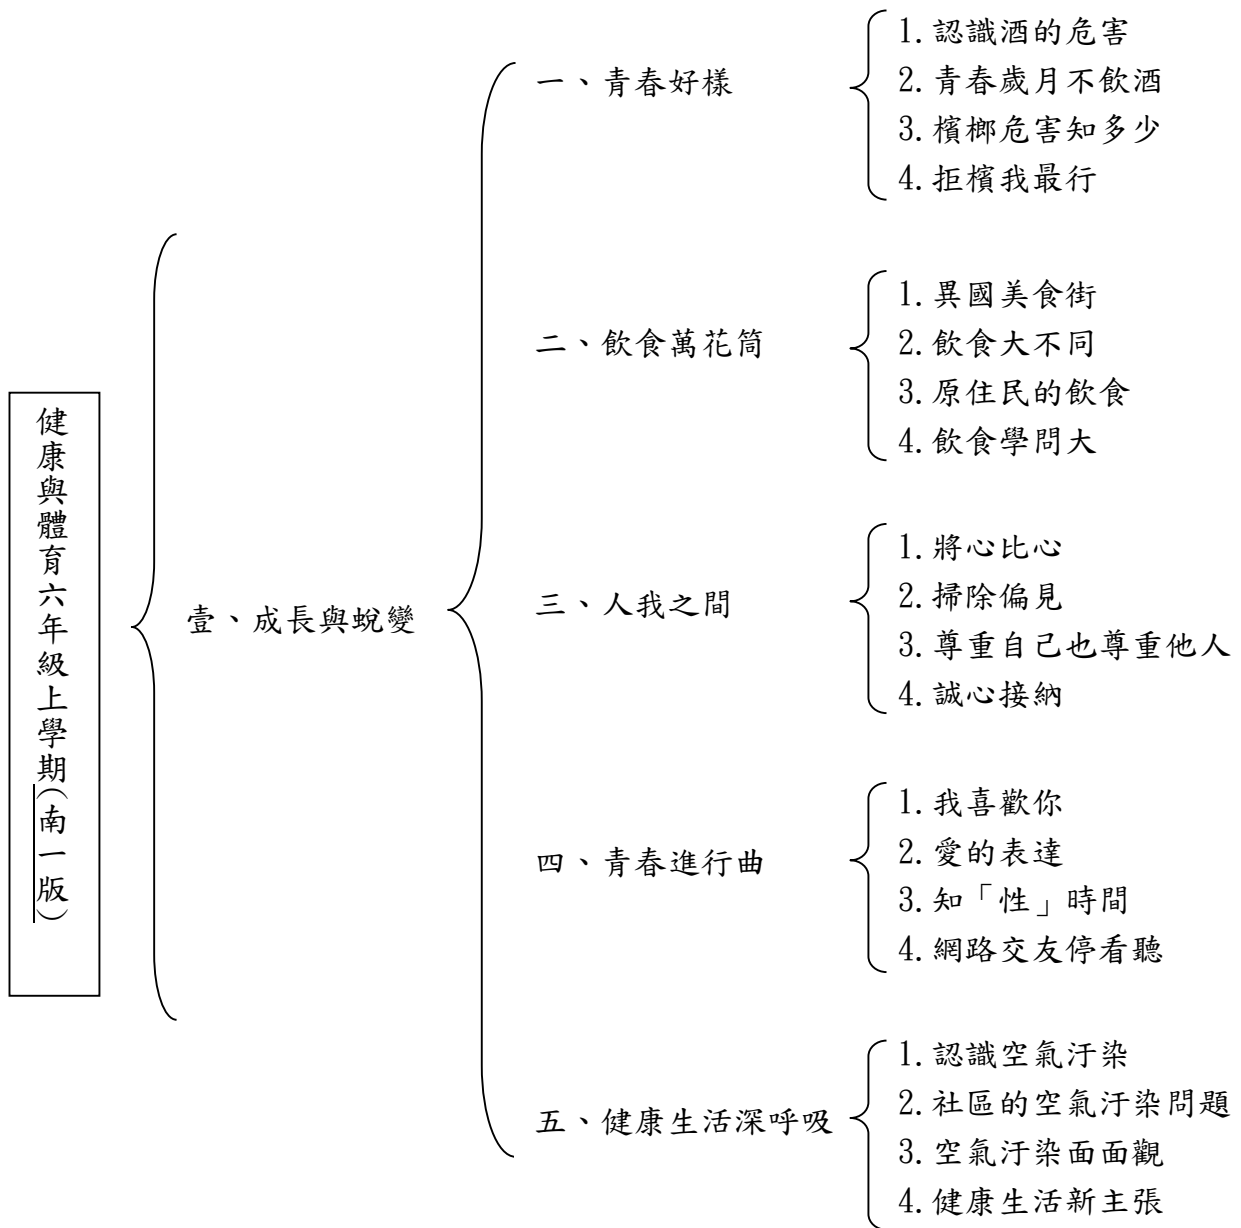 健康與體育六年級上學期(南一版)
壹、成長與蛻變
一、青春好樣
1.認識酒的危害
2.青春歲月不飲酒
3.檳榔危害知多少
4.拒檳我最行
二、飲食萬花筒
1.異國美食街
2.飲食大不同
3.原住民的飲食
4.飲食學問大
三、人我之間
1.將心比心
2.掃除偏見
3.尊重自己也尊重他人
4.誠心接納
四、青春進行曲
1.我喜歡你
2.愛的表達
3.知「性」時間
4.網路交友停看聽
五、健康生活深呼吸
1.認識空氣汙染
2.社區的空氣汙染問題
3.空氣汙染面面觀
4.健康生活新主張